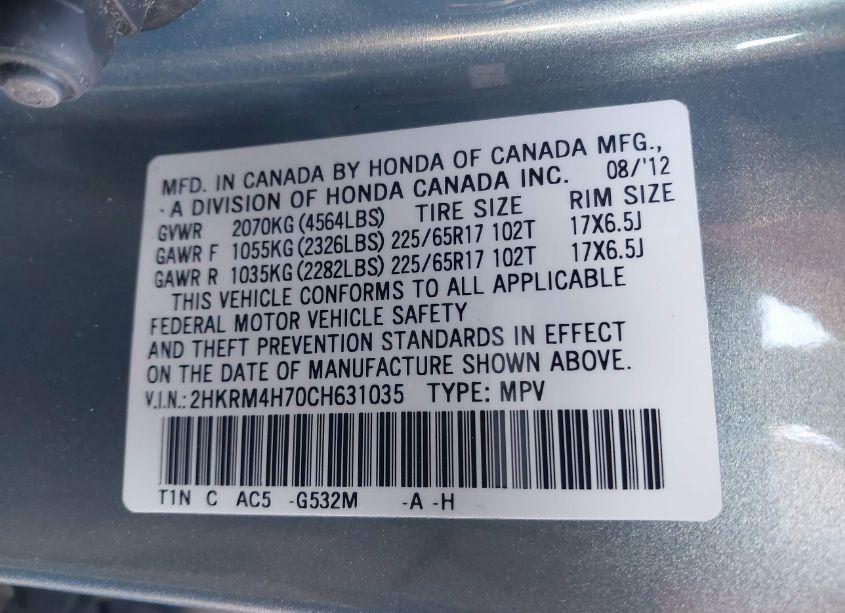 MFD. IN CANADA BY HONDA OF CANADA MFG.,
· A DIVISION OF HONDA CANADA INC. 08/'12
GVWR 2070KG (4564LBS) TIRE SIZE RIM SIZE
GAWR F 1055KG (2326LBS) 225/65R17 102T 17X6.5J
GAWR R 1035KG (2282LBS) 225/65R17 102T 17X6.5J
THIS VEHICLE CONFORMS TO ALL APPLICABLE
FEDERAL MOTOR VEHICLE SAFETY
AND THEFT PREVENTION STANDARDS IN EFFECT
ON THE DATE OF MANUFACTURE SHOWN ABOVE.
V.I.N.: 2HKRM4H70CH631035 TYPE: MPV
T1N C AC5 -G532M -A -H